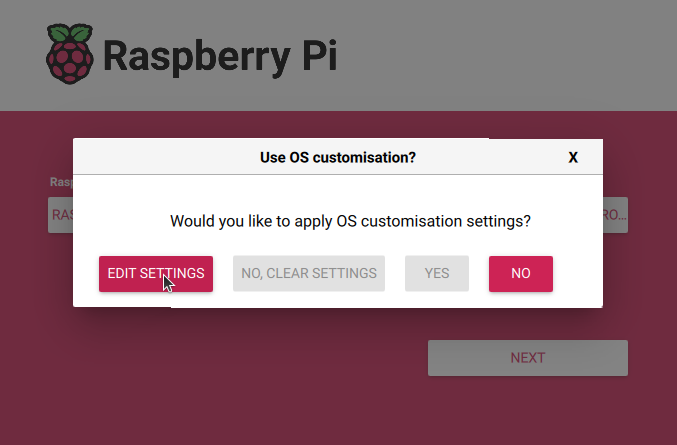 Raspberry Pi
Use OS customisation?
X
Rasp
Would you like to apply OS customisation settings?
RAS
RO...
EDIT SETTINGS
NO, CLEAR SETTINGS
YES
NO
NEXT